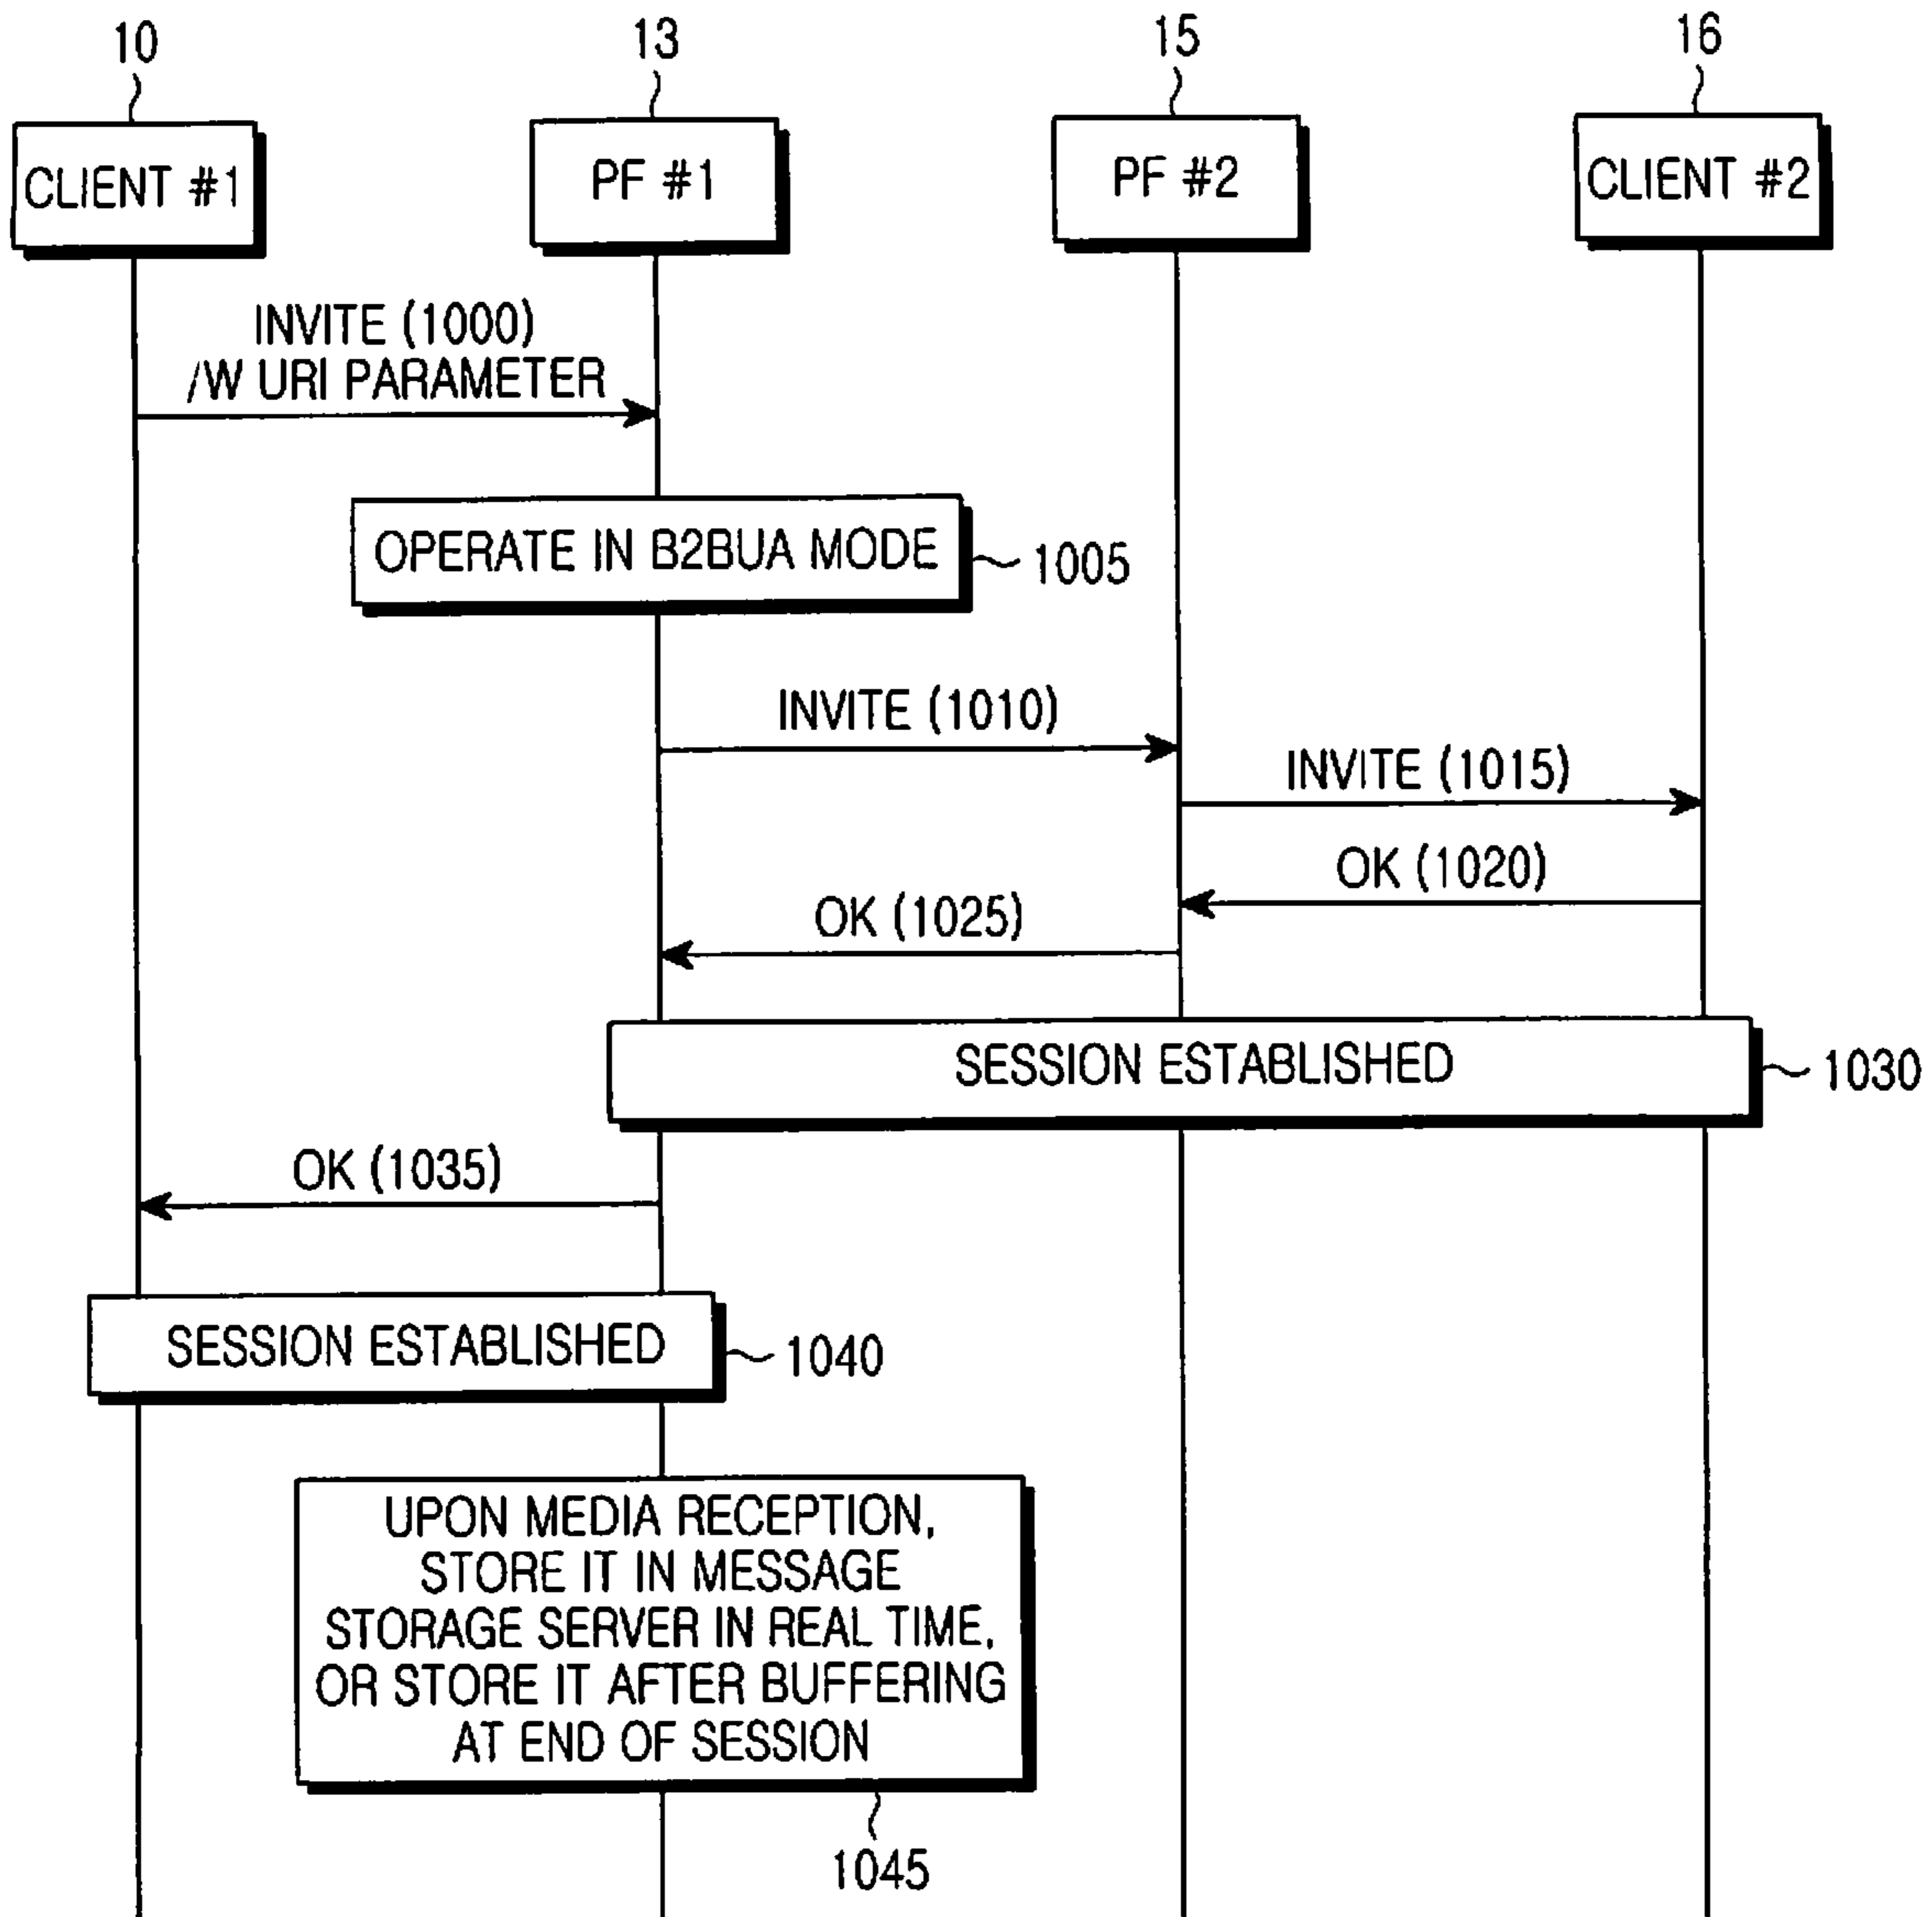 10
13
15
16
CLIENT #1
PF #1
PF #2
CLIENT #2
INVITE (1000)
/W URI PARAMETER
OPERATE IN B2BUA MODE
1005
INVITE (1010)
INVITE (1015)
OK (1020)
OK (1025)
SESSION ESTABLISHED
1030
OK (1035)
SESSION ESTABLISHED
1040
UPON MEDIA RECEPTION,
STORE IT IN MESSAGE
STORAGE SERVER IN REAL TIME,
OR STORE IT AFTER BUFFERING
AT END OF SESSION
1045